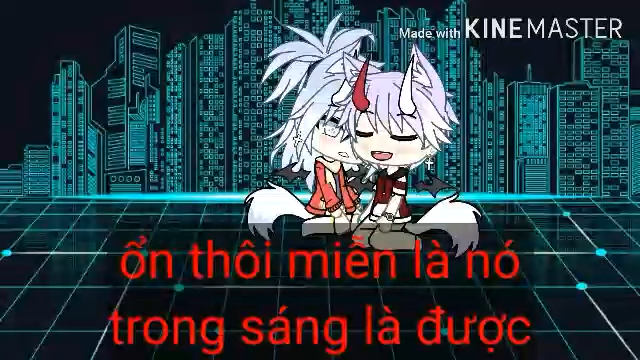 Made with KINEMASTER
ổn thôi miễn là nó
trong sáng là được